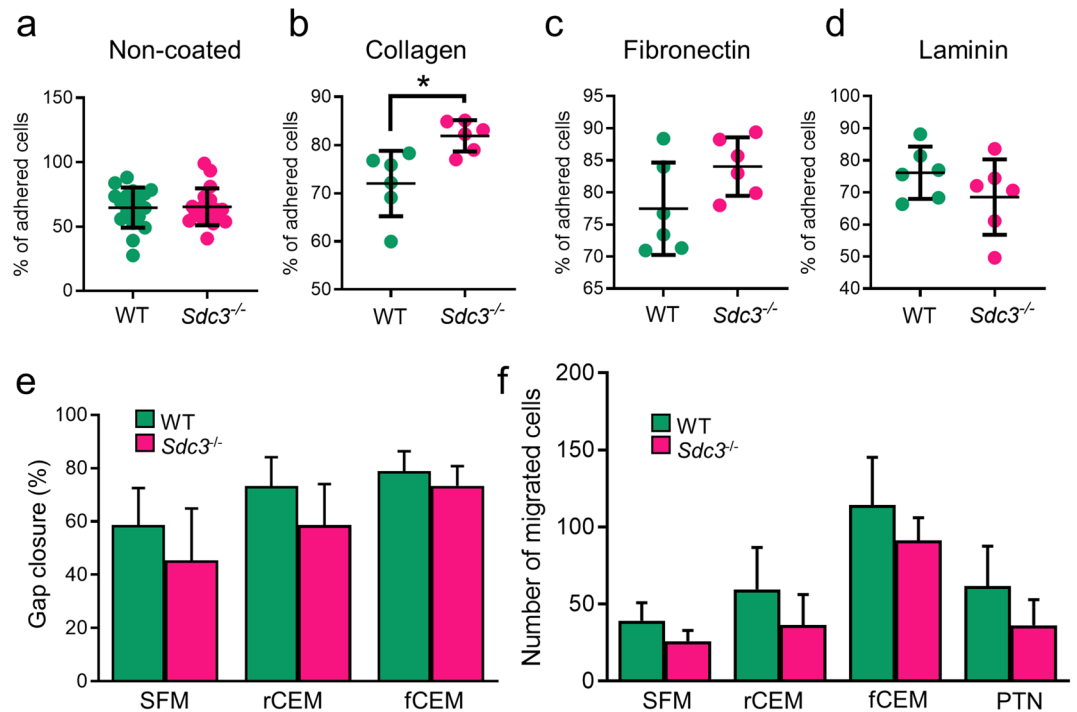 a
Non-coated
% of adhered cells
150
100
50
0
WT
Sdc3⁻/⁻
b
Collagen
*
% of adhered cells
90
80
70
60
50
WT
Sdc3⁻/⁻
c
Fibronectin
% of adhered cells
95
90
85
80
75
70
65
WT
Sdc3⁻/⁻
d
Laminin
% of adhered cells
100
90
80
70
60
50
40
WT
Sdc3⁻/⁻
e
WT
Sdc3⁻/⁻
Gap closure (%)
100
80
60
40
20
0
SFM
rCEM
fCEM
f
WT
Sdc3⁻/⁻
Number of migrated cells
200
150
100
50
0
SFM
rCEM
fCEM
PTN